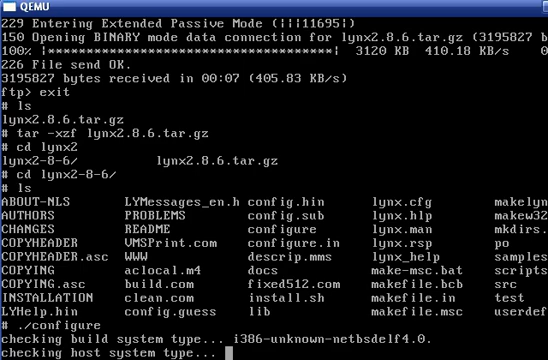 QEMU
229 Entering Extended Passive Mode (|||11695|)
150 Opening BINARY mode data connection for lynx2.8.6.tar.gz (3195827 b
100% |***********************************| 3120 KB 410.18 KB/s 0
226 File send OK.
3195827 bytes received in 00:07 (405.83 KB/s)
ftp> exit
# ls
lynx2.8.6.tar.gz
# tar -xzf lynx2.8.6.tar.gz
# cd lynx2
lynx2-8-6/ lynx2.8.6.tar.gz
# cd lynx2-8-6/
# ls
ABOUT-NLS LYMessages_en.h config.hin lynx.cfg makelyn
AUTHORS PROBLEMS config.sub lynx.hlp makew32
CHANGES README configure lynx.man mkdirs.
COPYHEADER VMSPrint.com configure.in lynx.rsp po
COPYHEADER.asc WWW descrip.mms lynx_help samples
COPYING aclocal.m4 docs make-msc.bat scripts
COPYING.asc build.com fixed512.com makefile.bcb src
INSTALLATION clean.com install.sh makefile.in test
LYHelp.hin config.guess lib makefile.msc userdef
# ./configure
checking build system type... i386-unknown-netbsdelf4.0.
checking host system type...